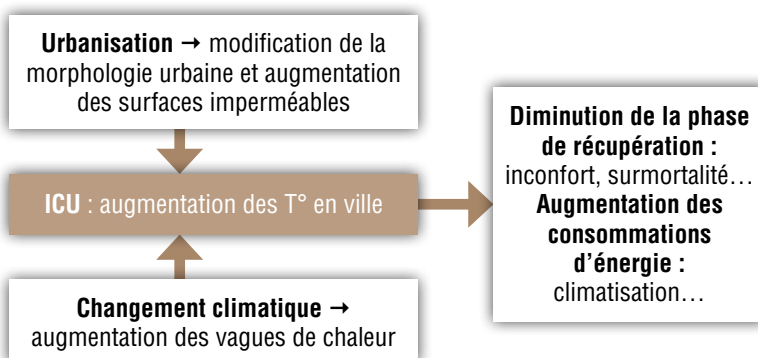 Urbanisation → modification de la
morphologie urbaine et augmentation
des surfaces imperméables
ICU : augmentation des T° en ville
Changement climatique →
augmentation des vagues de chaleur
Diminution de la phase
de récupération :
inconfort, surmortalité…
Augmentation des
consommations
d’énergie :
climatisation…